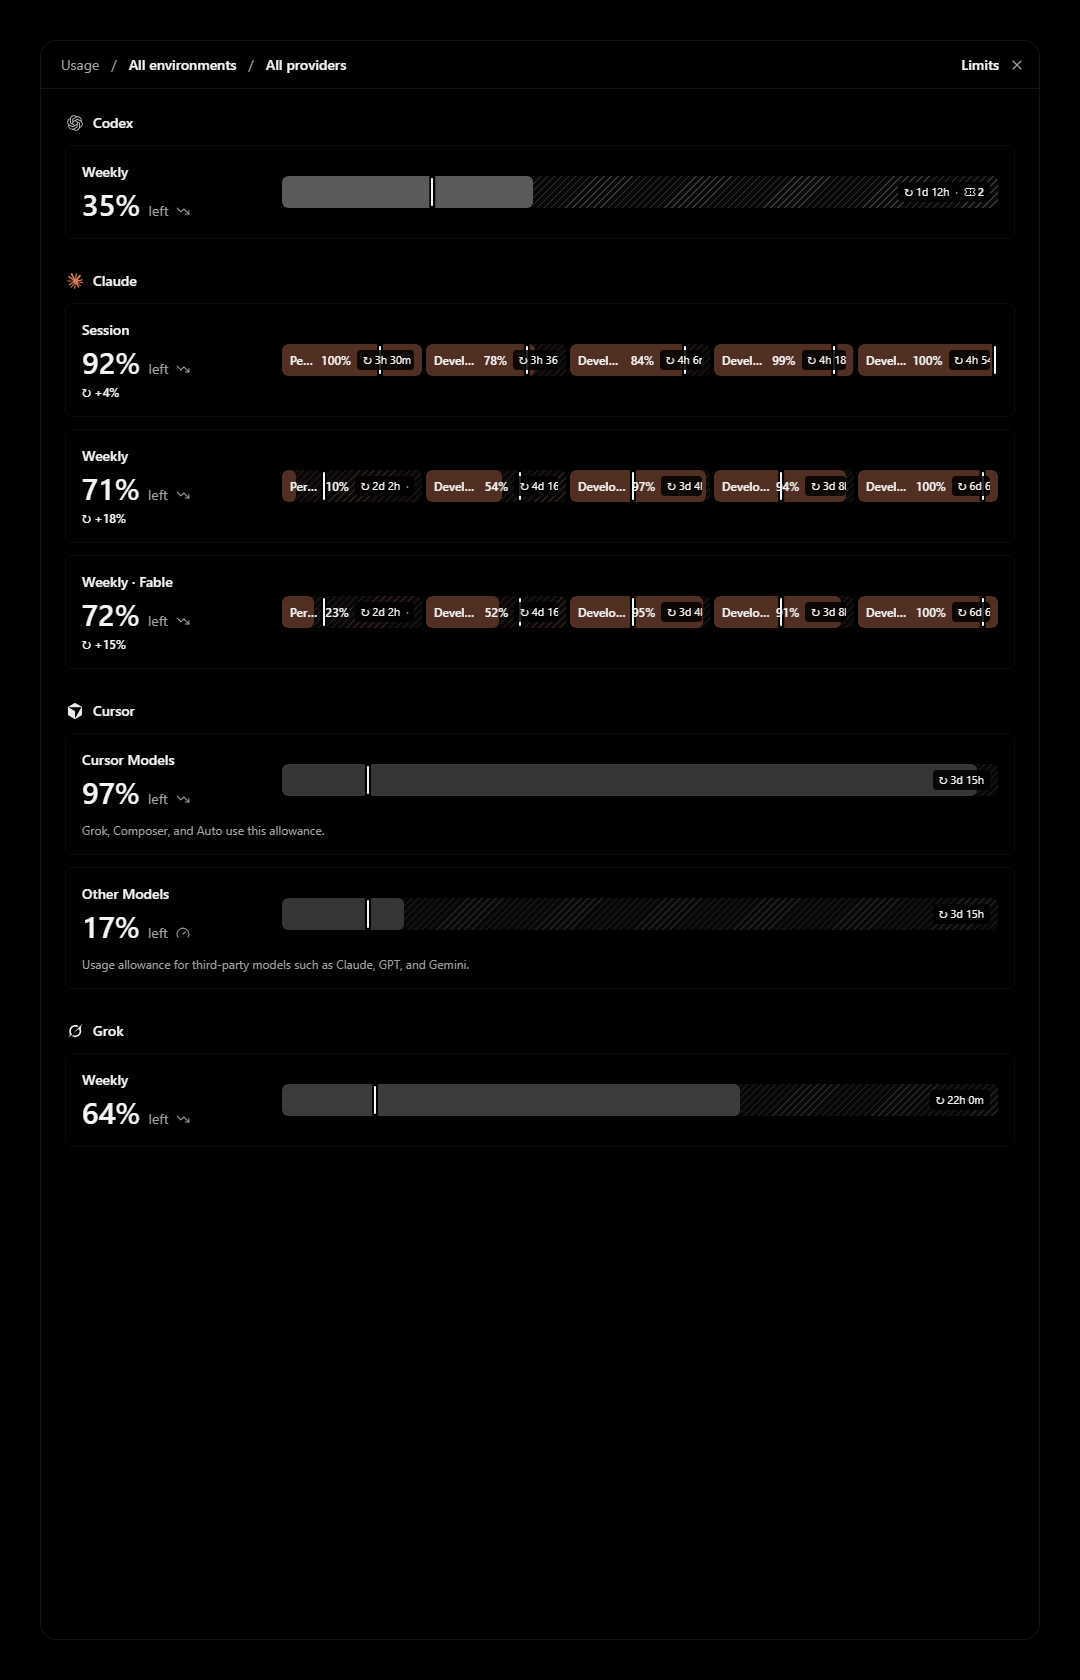 Usage / All environments / All providers
Limits
Codex
Weekly
35% left
1d 12h · 2
Claude
Session
92% left
+4%
Pe... 100% 3h 30m
Devel... 78% 3h 36
Devel... 84% 4h 6
Devel... 99% 4h 18
Devel... 100% 4h 54
Weekly
71% left
+18%
Per... 10% 2d 2h ·
Devel... 54% 4d 16
Develo... 97% 3d 4
Develo... 94% 3d 8
Devel... 100% 6d 6
Weekly · Fable
72% left
+15%
Per... 23% 2d 2h ·
Devel... 52% 4d 16
Develo... 95% 3d 4
Develo... 91% 3d 8
Devel... 100% 6d 6
Cursor
Cursor Models
97% left
3d 15h
Grok, Composer, and Auto use this allowance.
Other Models
17% left
3d 15h
Usage allowance for third-party models such as Claude, GPT, and Gemini.
Grok
Weekly
64% left
22h 0m